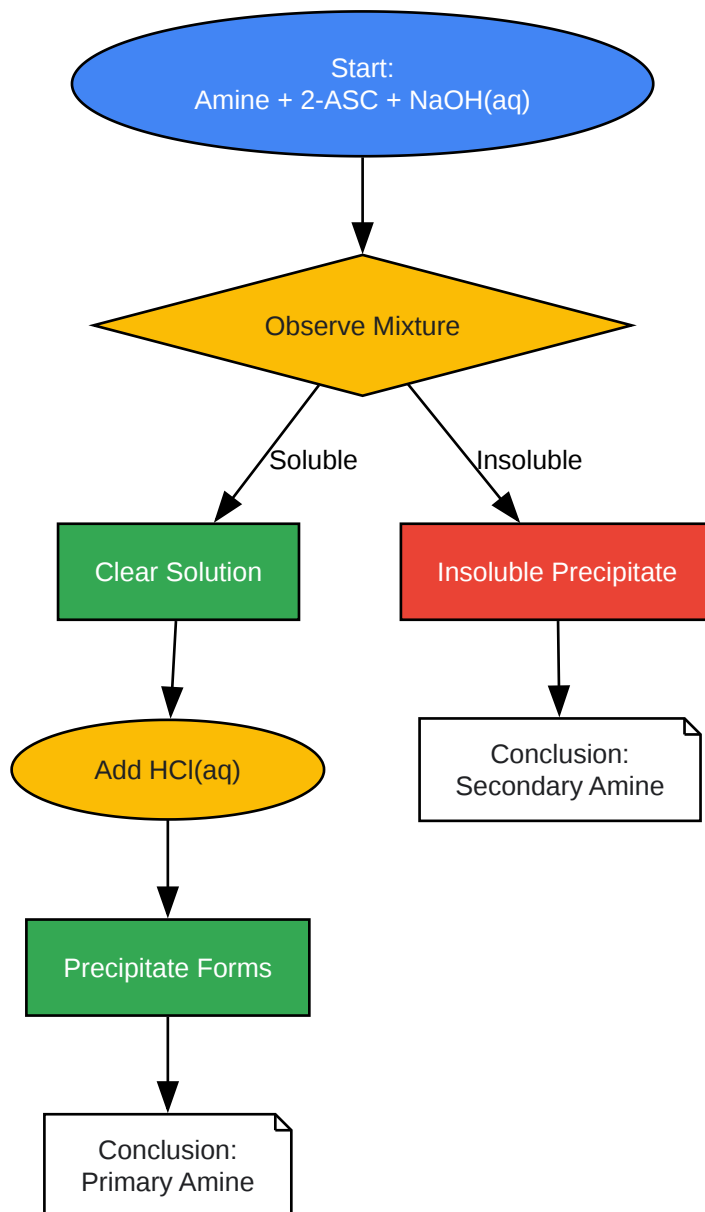 Start:
Amine + 2-ASC + NaOH(aq)
Observe Mixture
Soluble
Insoluble
Clear Solution
Insoluble Precipitate
Add HCl(aq)
Conclusion:
Secondary Amine
Precipitate Forms
Conclusion:
Primary Amine